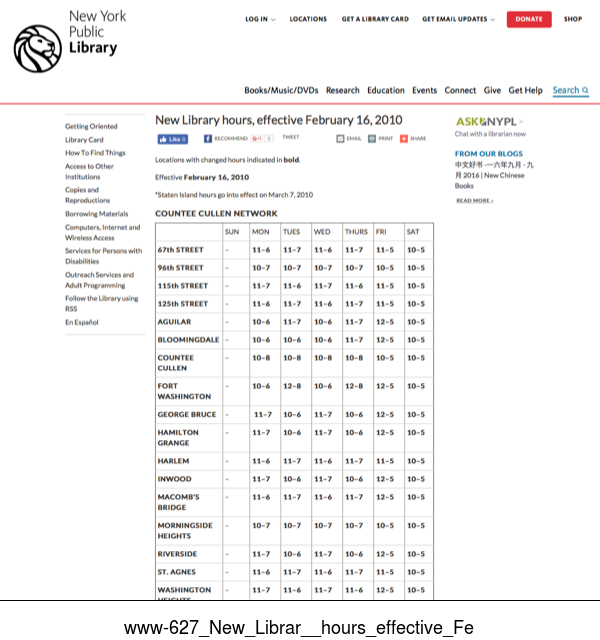 New York
Public
Library
LOG IN LOCATIONS GET A LIBRARY CARD GET EMAIL UPDATES DONATE SHOP
Books/Music/DVDs Research Education Events Connect Give Get Help Search
Getting Oriented
Library Card
How To Find Things
Access to Other
Institutions
Copies and
Reproductions
Borrowing Materials
Computers, Internet and
Wireless Access
Services for Persons with
Disabilities
Outreach Services and
Adult Programming
Follow the Library using
RSS
En Español
New Library hours, effective February 16, 2010
Like 0 RECOMMEND G+1 0 TWEET EMAIL PRINT SHARE
Locations with changed hours indicated in bold.
Effective February 16, 2010
*Staten Island hours go into effect on March 7, 2010
COUNTEE CULLEN NETWORK
SUN MON TUES WED THURS FRI SAT
67th STREET - 11-6 11-7 11-6 11-7 11-5 10-5
96th STREET - 10-7 10-7 10-7 10-7 10-5 10-5
115th STREET - 11-7 11-6 11-7 11-6 11-5 10-5
125th STREET - 11-6 11-7 11-6 11-7 11-5 10-5
AGUILAR - 10-6 11-7 10-6 11-7 12-5 10-5
BLOOMINGDALE - 10-6 10-6 10-6 11-7 12-5 10-5
COUNTEE
CULLEN - 10-8 10-8 10-8 10-8 10-5 10-5
FORT
WASHINGTON - 10-6 12-8 10-6 12-8 12-5 10-5
GEORGE BRUCE - 11-7 10-6 11-7 10-6 12-5 10-5
HAMILTON
GRANGE - 11-7 10-6 11-7 10-6 12-5 10-5
HARLEM - 11-6 11-7 11-6 11-7 11-5 10-5
INWOOD - 11-7 10-6 11-7 10-6 12-5 10-5
MACOMB'S
BRIDGE - 11-6 11-7 11-6 11-7 12-5 10-5
MORNINGSIDE
HEIGHTS - 10-7 10-7 10-7 10-7 10-5 10-5
RIVERSIDE - 11-7 10-6 11-7 10-6 12-5 10-5
ST. AGNES - 11-6 11-7 11-6 11-7 11-5 10-5
WASHINGTON
HEIGHTS - 11-7 11-6 11-7 11-6 12-5 10-5
ASK NYPL
Chat with a librarian now
FROM OUR BLOGS
中文好书 · 一六年九月 · 九
月 2016 | New Chinese
Books
READ MORE ›
www-627_New_Librar__hours_effective_Fe